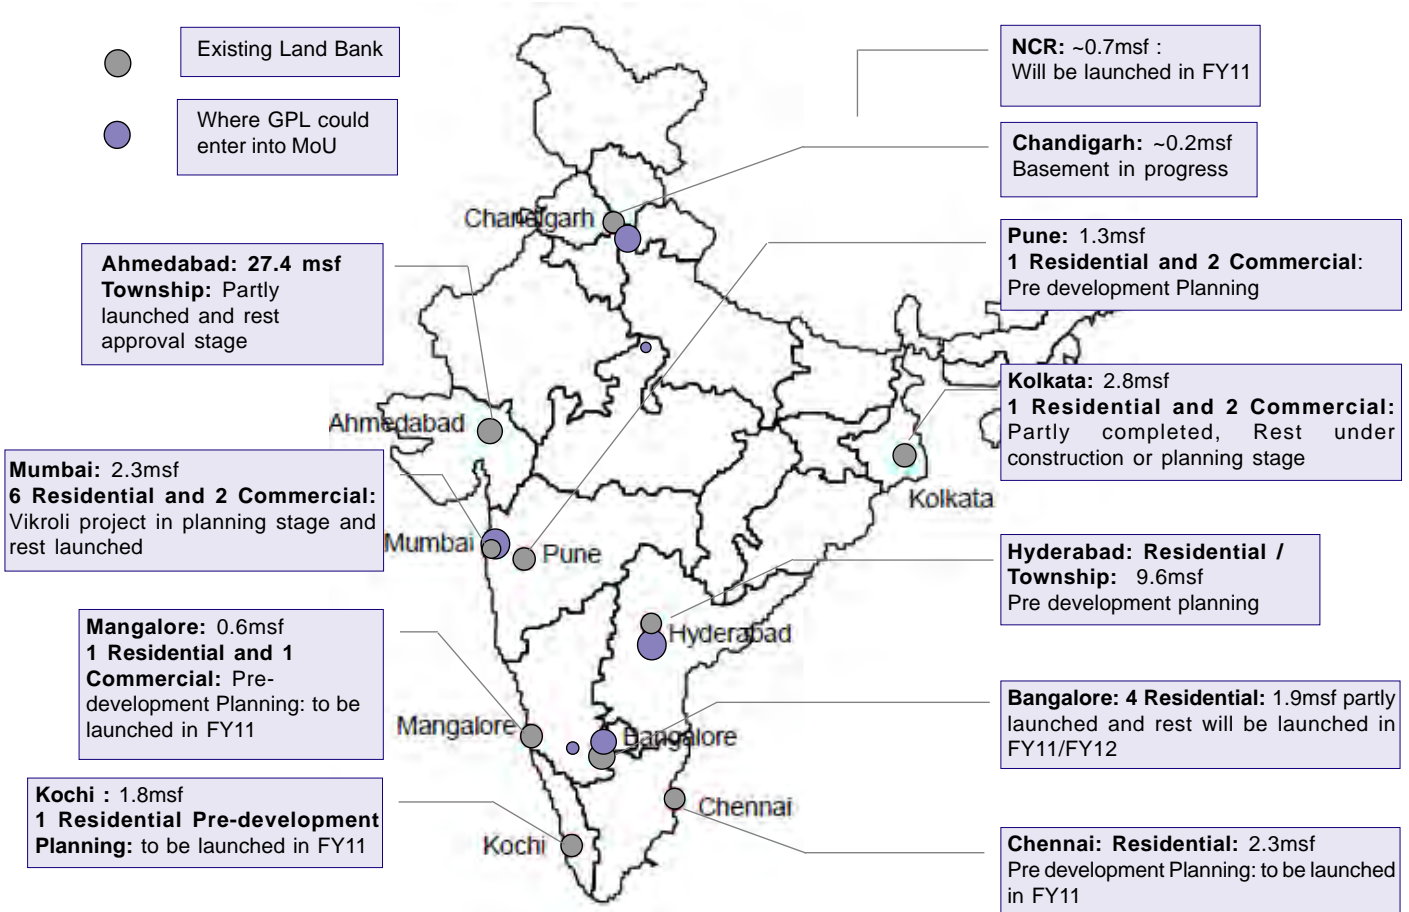 Existing Land Bank
Where GPL could
enter into MoU
NCR: ~0.7msf :
Will be launched in FY11
Chandigarh: ~0.2msf
Basement in progress
Chandigarh
Pune: 1.3msf
1 Residential and 2 Commercial:
Pre development Planning
Ahmedabad: 27.4 msf
Township: Partly
launched and rest
approval stage
Kolkata: 2.8msf
1 Residential and 2 Commercial:
Partly completed, Rest under
construction or planning stage
Ahmedabad
Kolkata
Mumbai: 2.3msf
6 Residential and 2 Commercial:
Vikroli project in planning stage and
rest launched
Mumbai
Pune
Hyderabad: Residential /
Township: 9.6msf
Pre development planning
Hyderabad
Mangalore: 0.6msf
1 Residential and 1
Commercial: Pre-
development Planning: to be
launched in FY11
Mangalore
Bangalore
Bangalore: 4 Residential: 1.9msf partly
launched and rest will be launched in
FY11/FY12
Kochi : 1.8msf
1 Residential Pre-development
Planning: to be launched in FY11
Kochi
Chennai
Chennai: Residential: 2.3msf
Pre development Planning: to be launched
in FY11